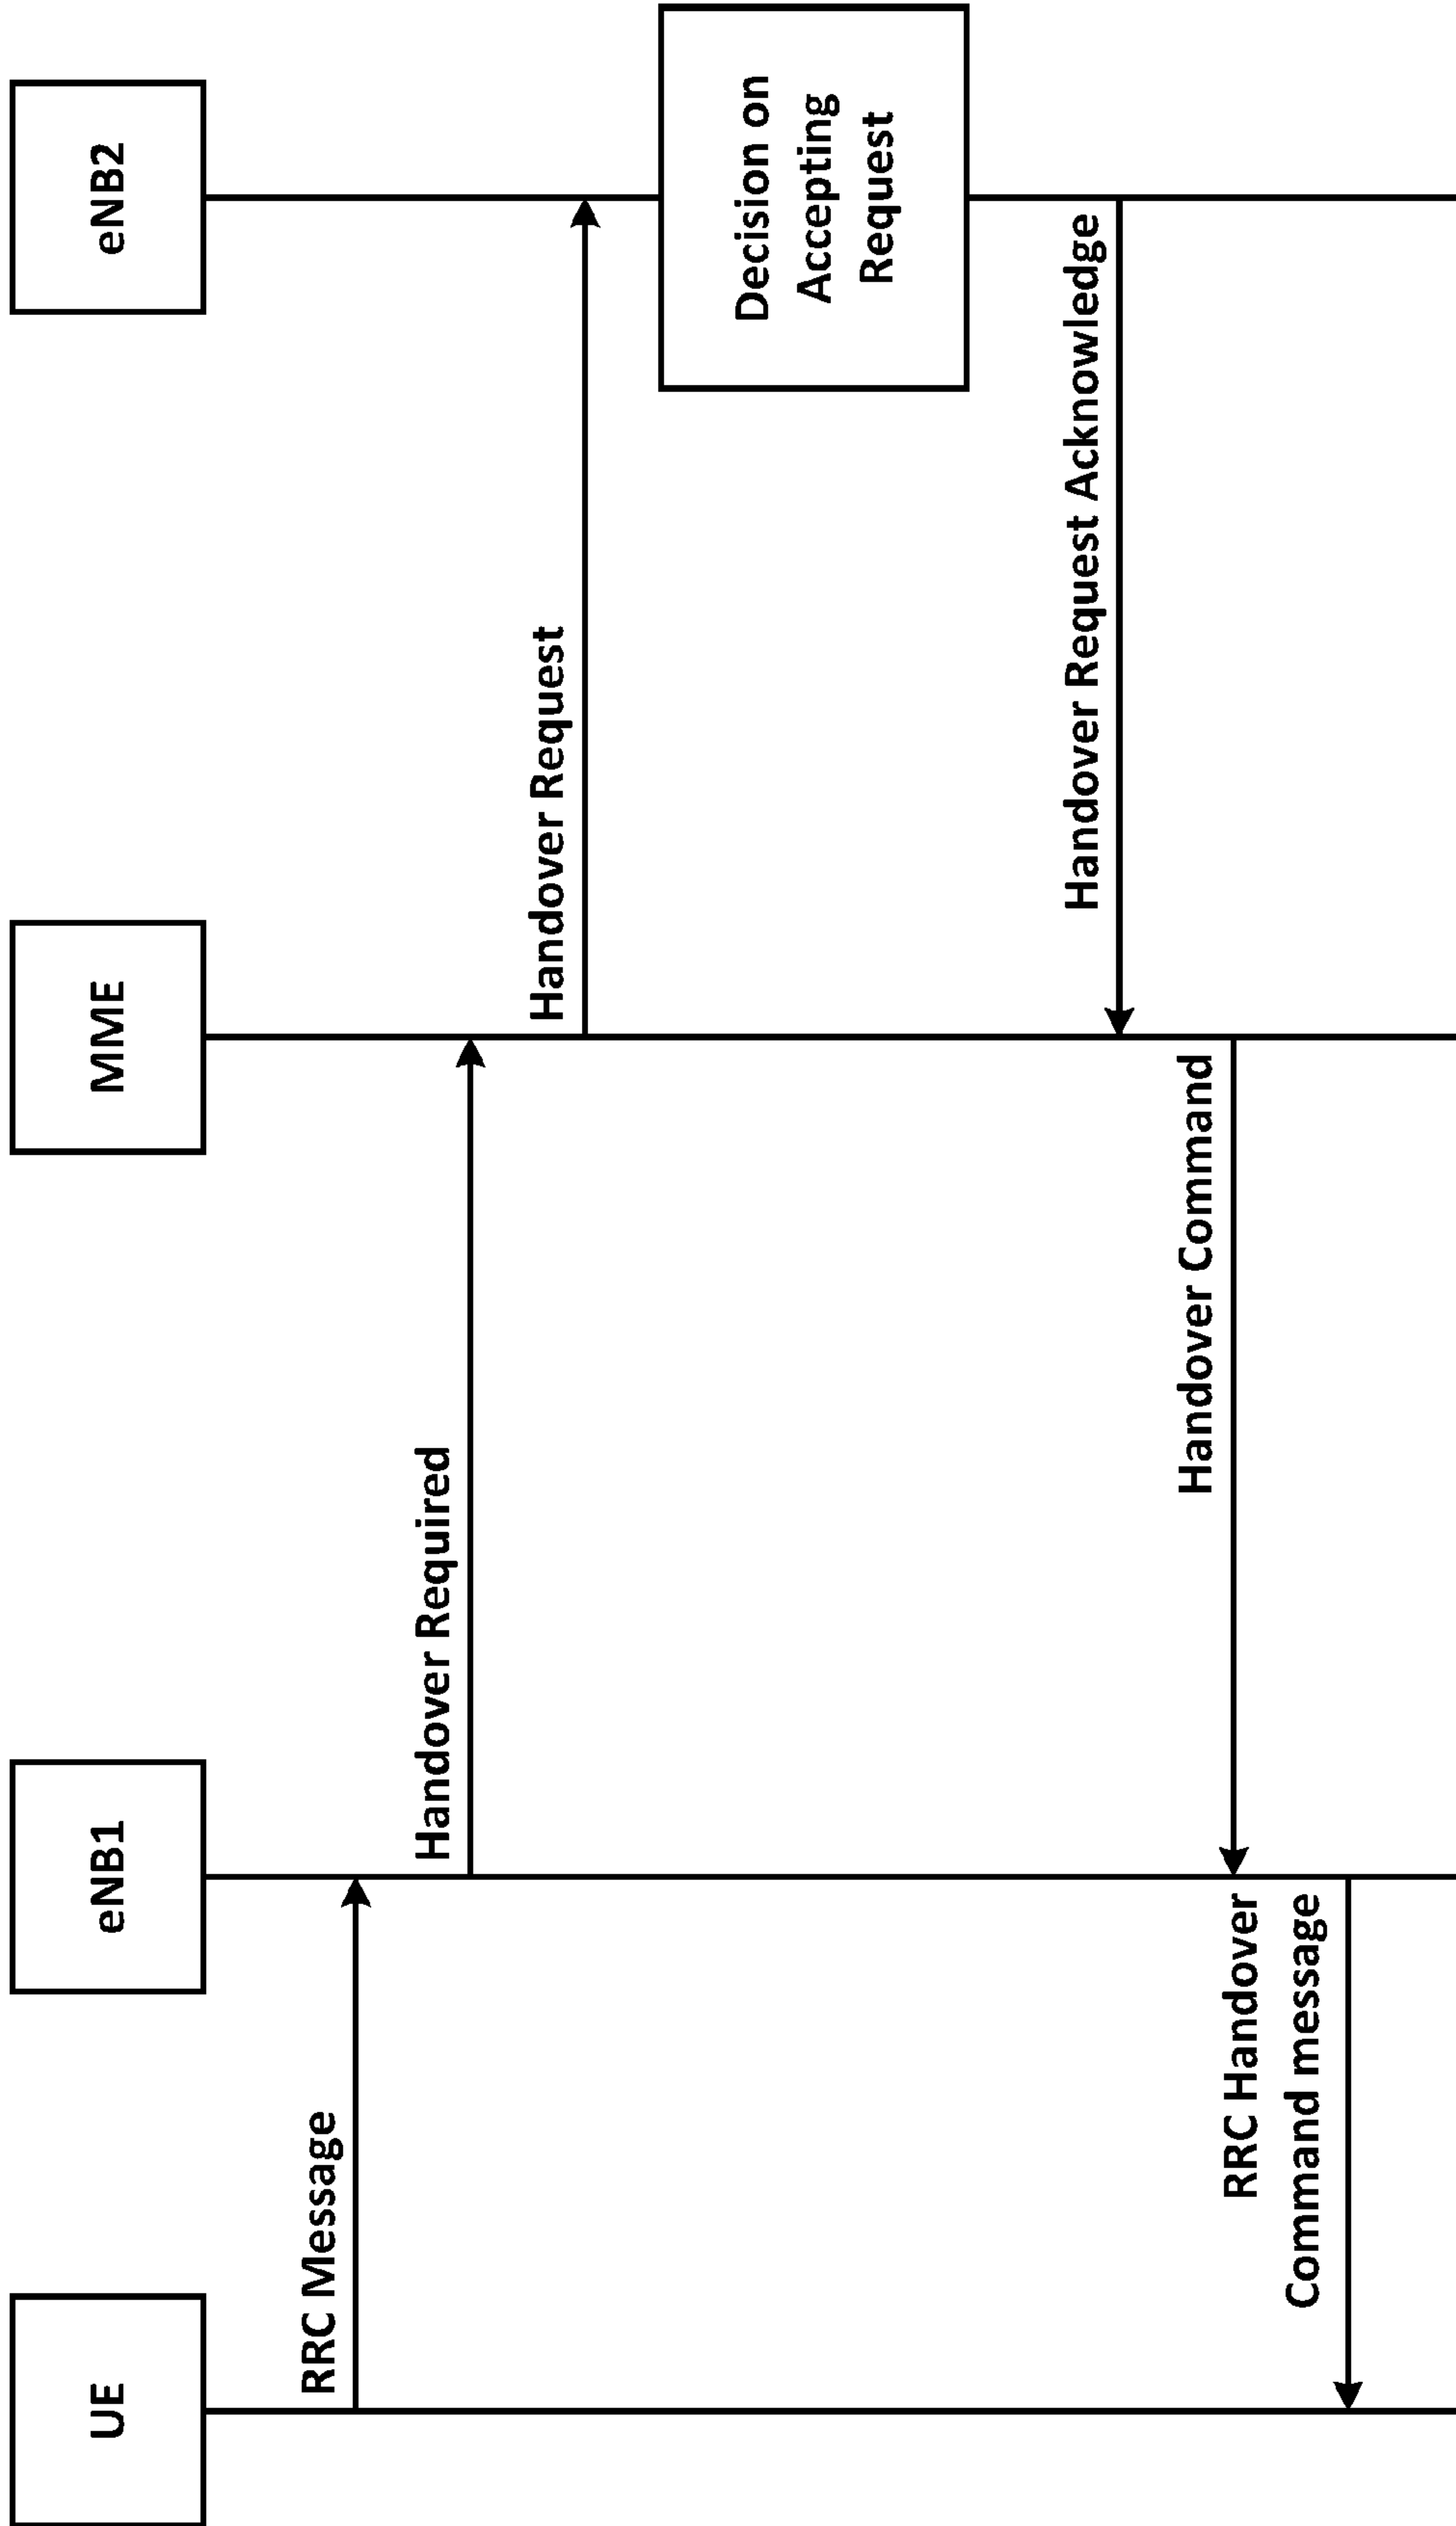 UE
eNB1
MME
eNB2
RRC Message
Handover Required
Handover Request
Decision on
Accepting
Request
Handover Request Acknowledge
Handover Command
RRC Handover
Command message